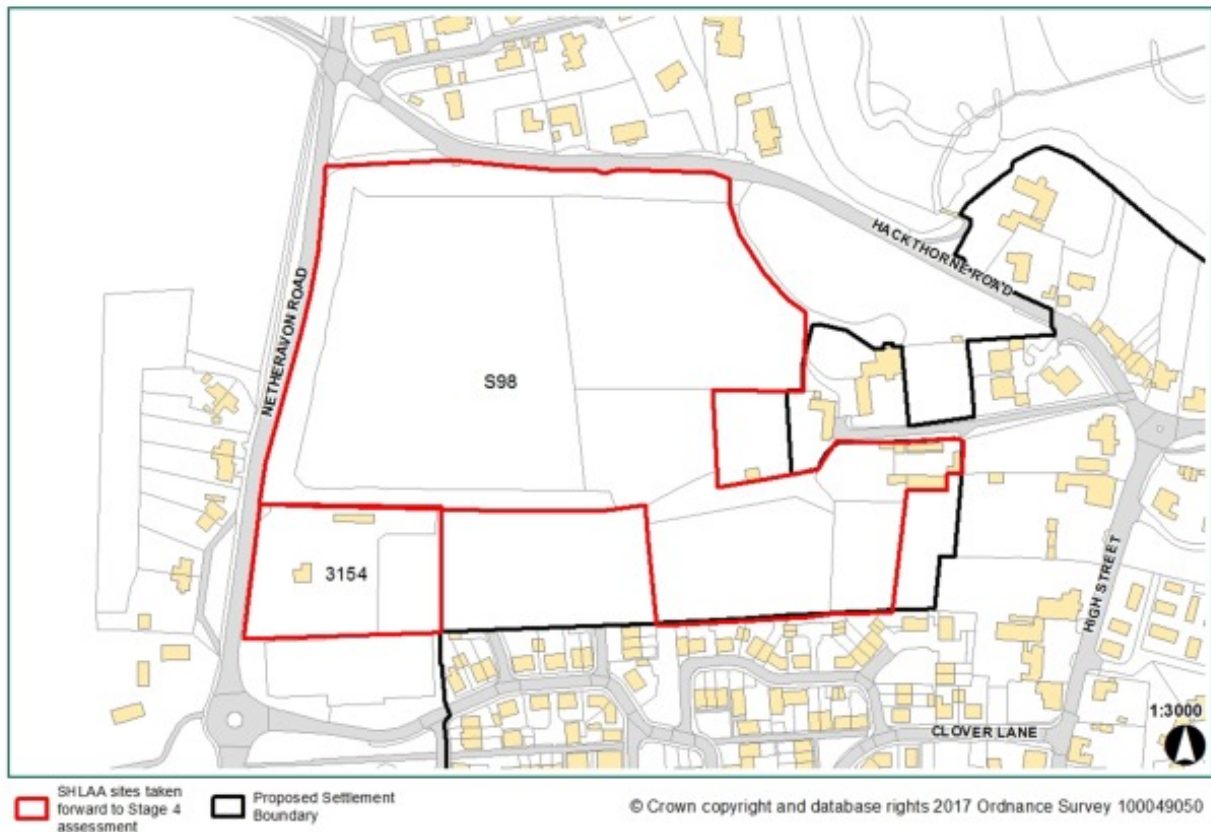 HACKTHORNE ROAD
NETHERAVON ROAD
S98
3154
HIGH STREET
1:3000
CLOVER LANE
SHLAA sites taken
forward to Stage 4
assessment
Proposed Settlement
Boundary
© Crown copyright and database rights 2017 Ordnance Survey 100049050